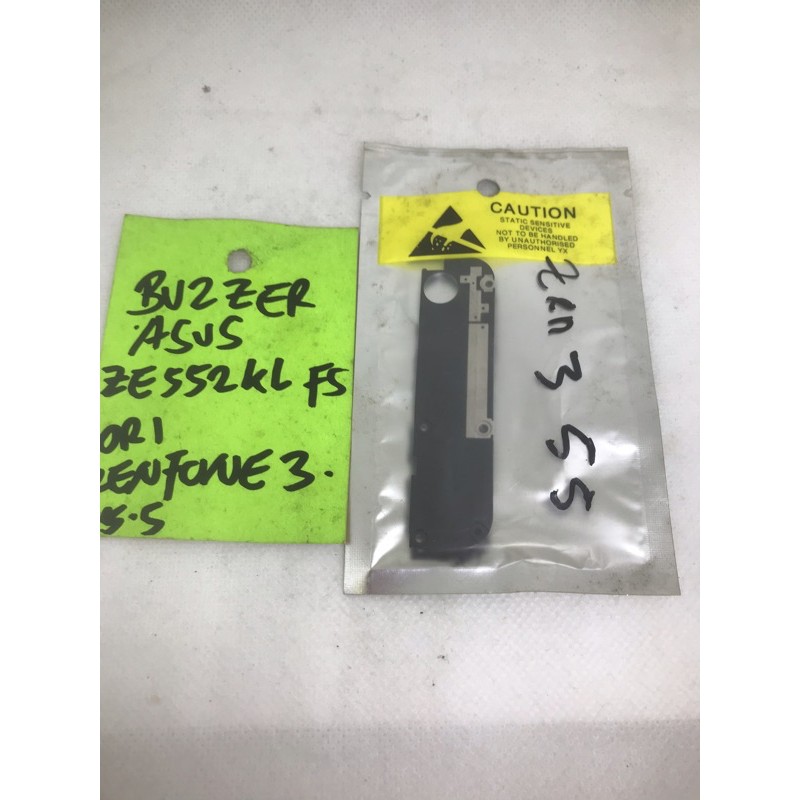 BUZZER
ASUS
ZE552KL FS
ORI
ZENFONE 3.
5.5
CAUTION
STATIC SENSITIVE
DEVICES
NOT TO BE HANDLED
BY UNAUTHORISED
PERSONNEL YX
Zen 3 5 5